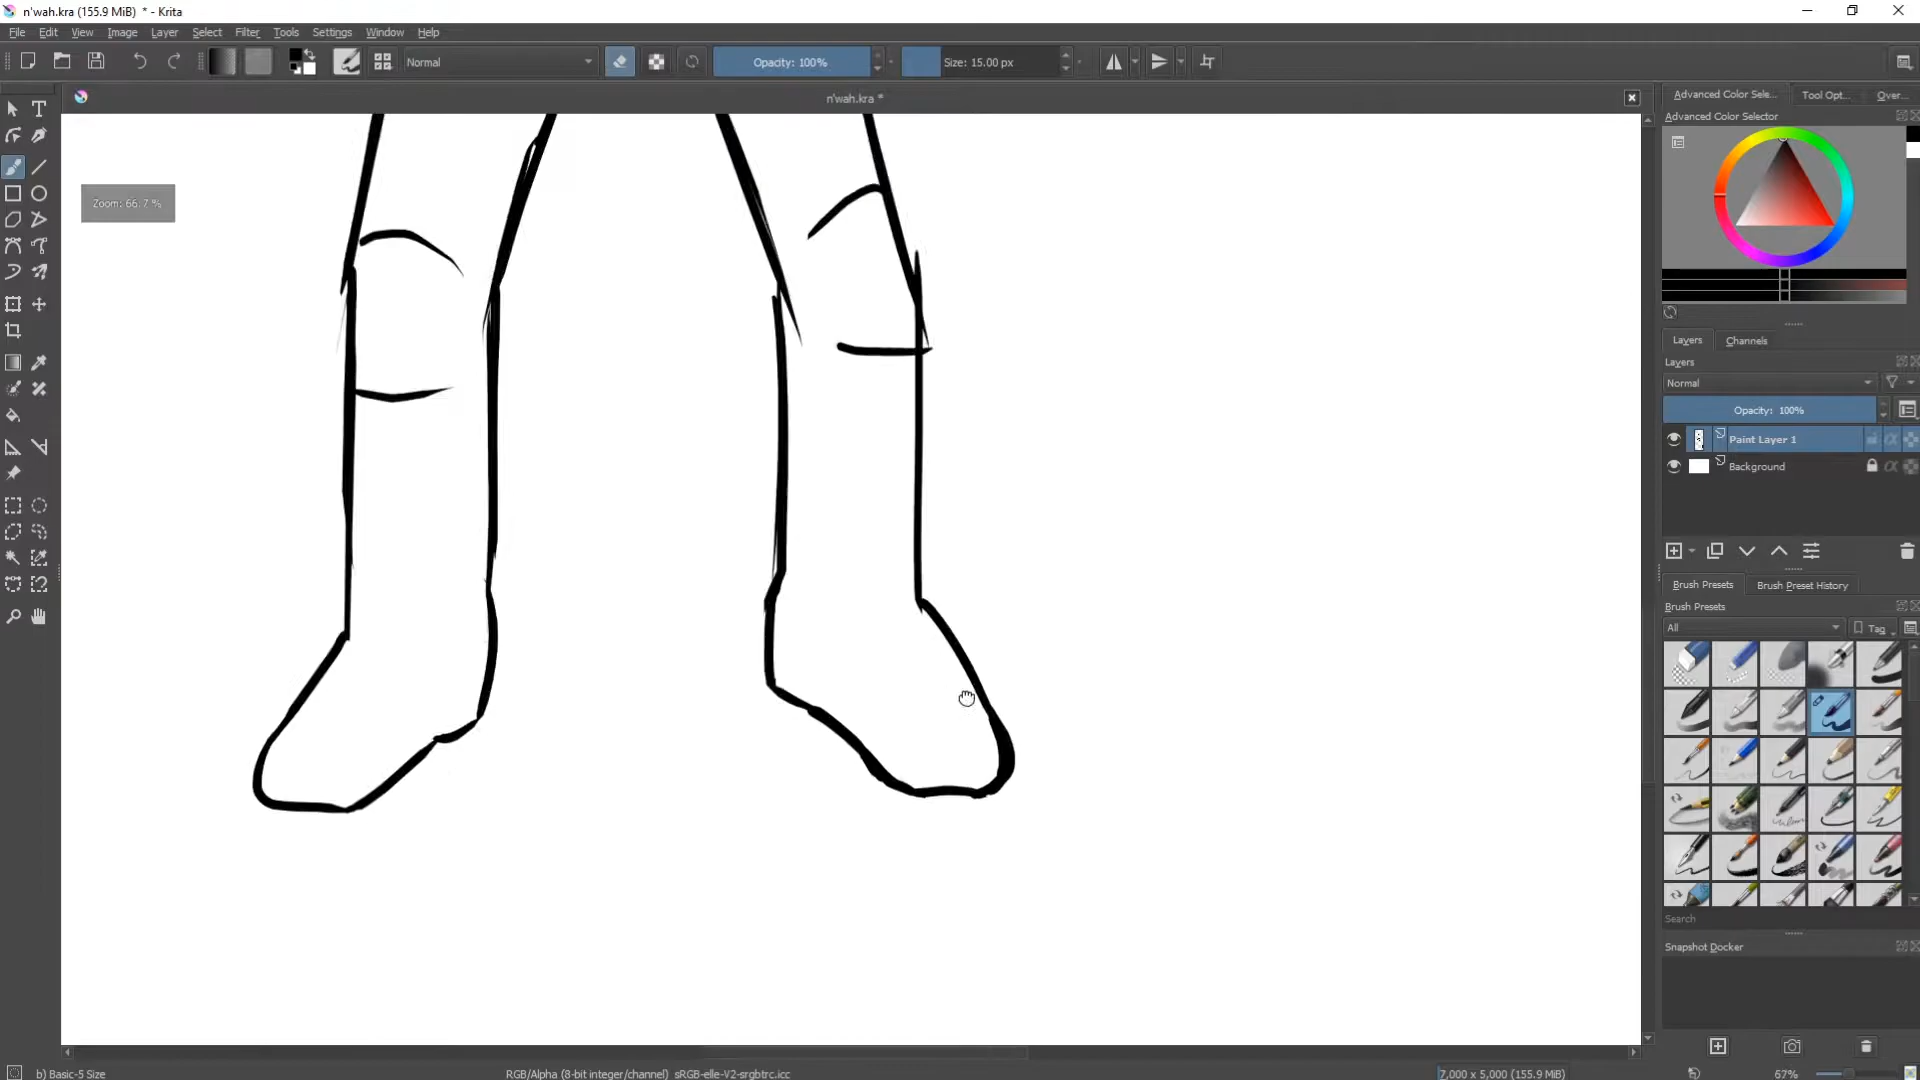 n'wah.kra (155.9 MiB) * - Krita
File Edit View Image Layer Select Filter Tools Settings Window Help
Normal Opacity: 100% Size: 15.00 px
n'wah.kra *
Advanced Color Sele... Tool Opt... Over...
Advanced Color Selector
Zoom: 66.7 %
Layers Channels
Layers
Normal
Opacity: 100%
Paint Layer 1
Background
Brush Presets Brush Preset History
Brush Presets
All Tag
Search
Snapshot Docker
b) Basic-5 Size RGB/Alpha (8-bit integer/channel) sRGB-elle-V2-srgbtrc.icc 7,000 x 5,000 (155.9 MiB) 67%